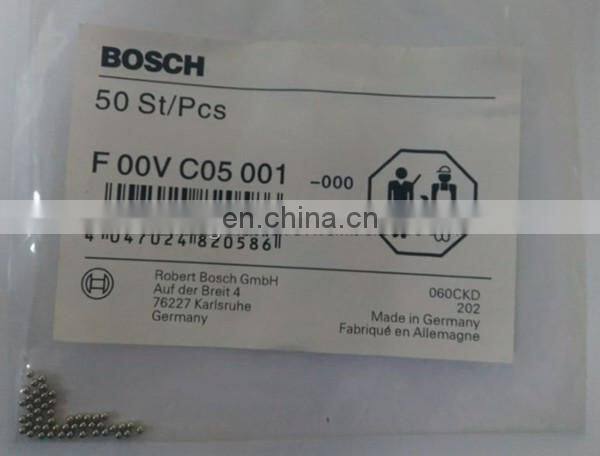 BOSCH
50 St/Pcs
F 00V C05 001 -000
en.china.cn
4 047024 820586
Robert Bosch GmbH
Auf der Breit 4
76227 Karlsruhe
Germany
060CKD
202
Made in Germany
Fabriqué en Allemagne